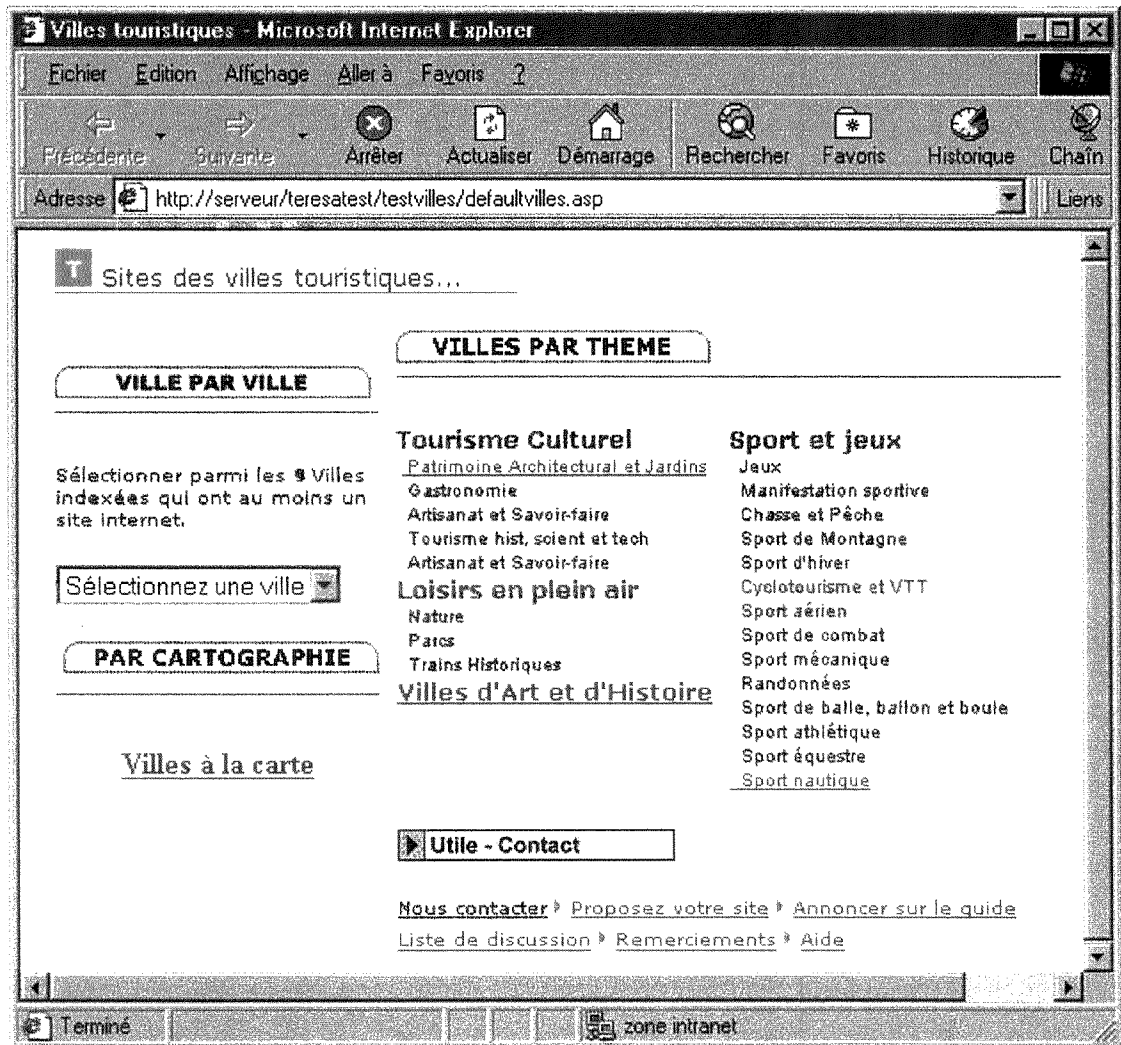 Villes touristiques - Microsoft Internet Explorer
Fichier Edition Affichage Aller à Favoris ?
Précédente Suivante Arrêter Actualiser Démarrage Rechercher Favoris Historique Chaîn
Adresse http://serveur/teresatest/testvilles/defaultvilles.asp Liens
T Sites des villes touristiques...
VILLE PAR VILLE
Sélectionner parmi les 9 Villes
indexées qui ont au moins un
site internet.
Sélectionnez une ville
PAR CARTOGRAPHIE
Villes à la carte
VILLES PAR THEME
Tourisme Culturel
Patrimoine Architectural et Jardins
Gastronomie
Artisanat et Savoir-faire
Tourisme hist, scient et tech
Artisanat et Savoir-faire
Loisirs en plein air
Nature
Parcs
Trains Historiques
Villes d'Art et d'Histoire
Sport et jeux
Jeux
Manifestation sportive
Chasse et Pêche
Sport de Montagne
Sport d'hiver
Cyclotourisme et VTT
Sport aérien
Sport de combat
Sport mécanique
Randonnées
Sport de balle, ballon et boule
Sport athlétique
Sport équestre
Sport nautique
Utile - Contact
Nous contacter Proposez votre site Annoncer sur le guide
Liste de discussion Remerciements Aide
Terminé zone intranet